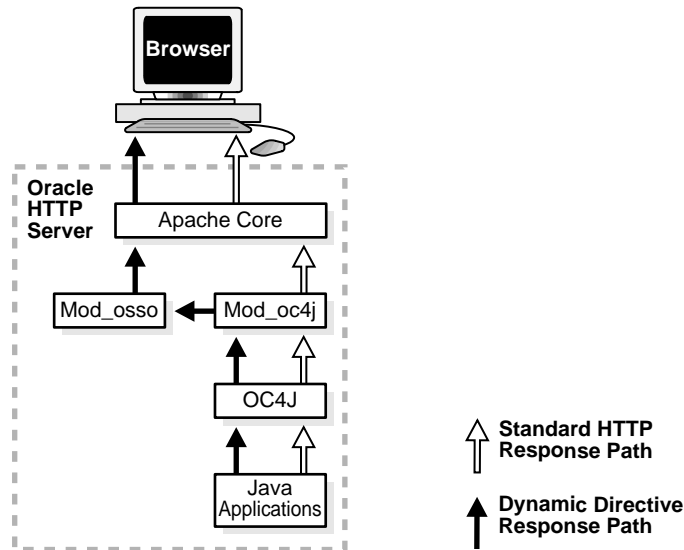 Browser
Oracle
HTTP
Server
Apache Core
Mod_osso
Mod_oc4j
OC4J
Java
Applications
Standard HTTP
Response Path
Dynamic Directive
Response Path